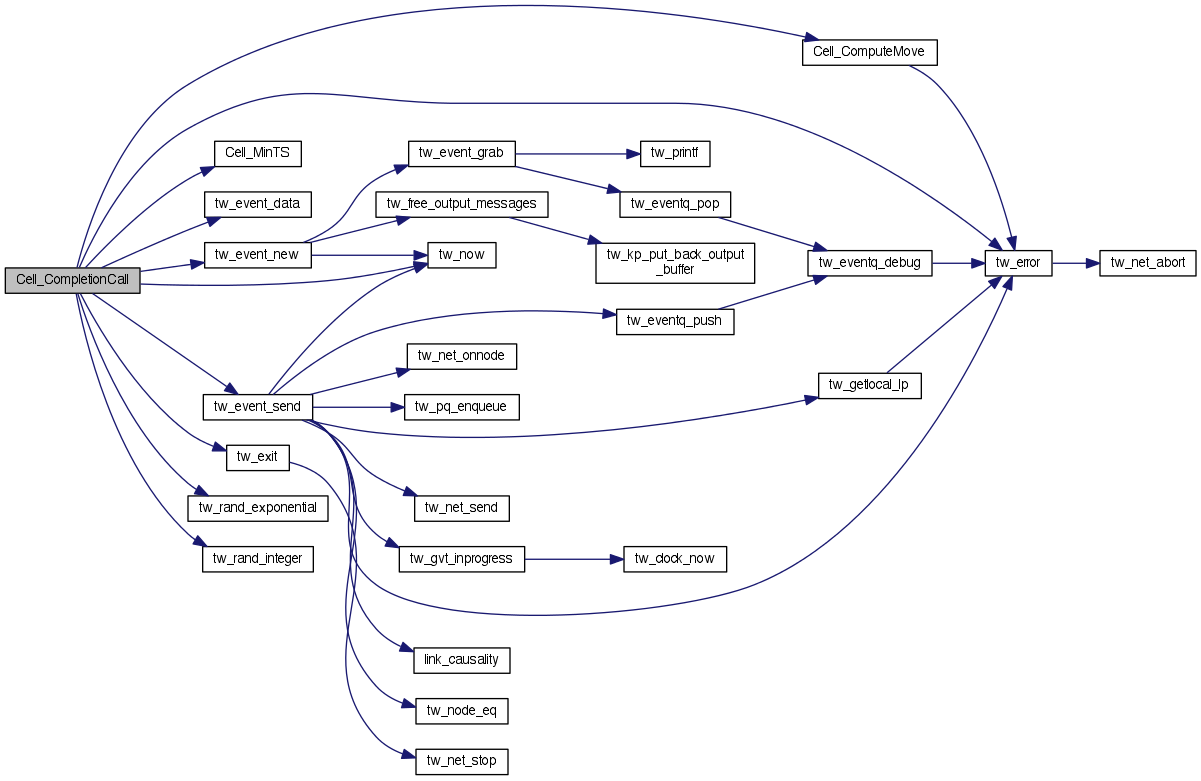 Cell_ComputeMove
Cell_MinTS
tw_event_grab
tw_printf
tw_event_data
tw_free_output_messages
tw_eventq_pop
tw_event_new
tw_now
tw_kp_put_back_output
_buffer
tw_eventq_debug
tw_error
tw_net_abort
Cell_CompletionCall
tw_eventq_push
tw_net_onnode
tw_getlocal_lp
tw_event_send
tw_pq_enqueue
tw_exit
tw_rand_exponential
tw_net_send
tw_rand_integer
tw_gvt_inprogress
tw_clock_now
link_causality
tw_node_eq
tw_net_stop